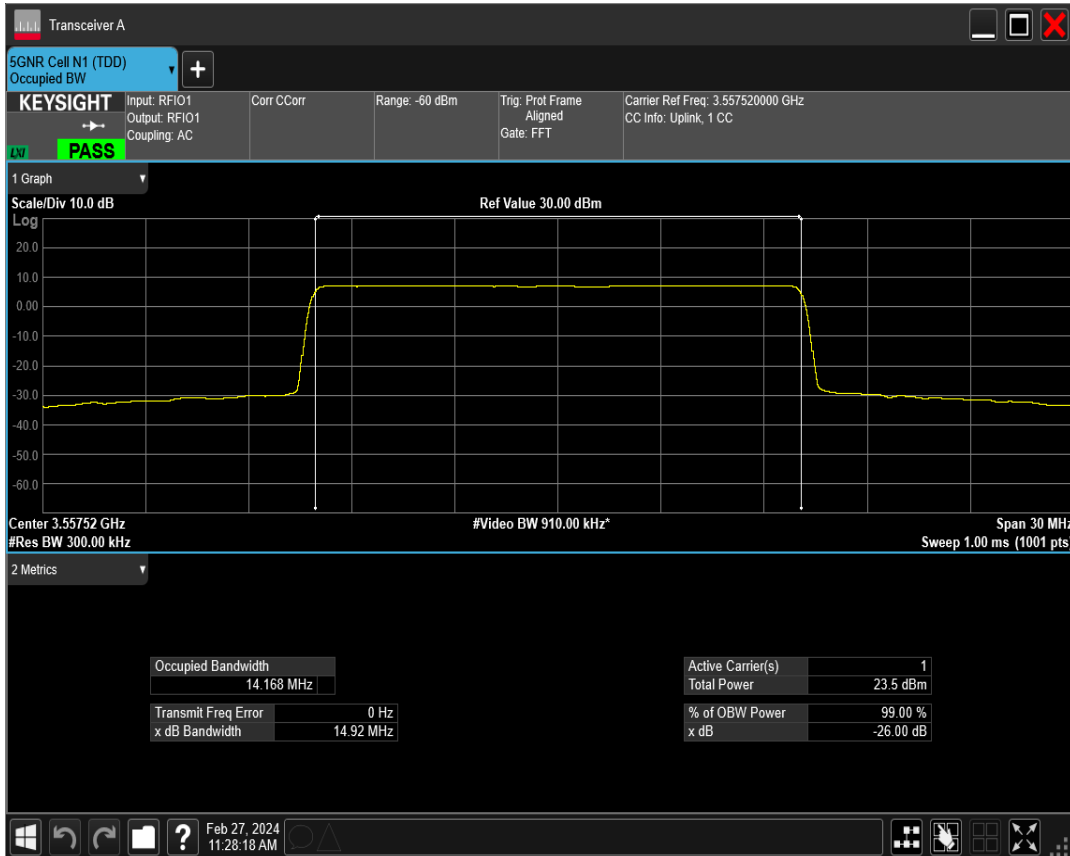 Transceiver A
5GNR Cell N1 (TDD)
Occupied BW
+
KEYSIGHT
LXI
PASS
Input: RFIO1
Output: RFIO1
Coupling: AC
Corr CCorr
Range: -60 dBm
Trig: Prot Frame
Aligned
Gate: FFT
Carrier Ref Freq: 3.557520000 GHz
CC Info: Uplink, 1 CC
1 Graph
Scale/Div 10.0 dB
Ref Value 30.00 dBm
Log
20.0
10.0
0.00
-10.0
-20.0
-30.0
-40.0
-50.0
-60.0
Center 3.55752 GHz
#Video BW 910.00 kHz*
Span 30 MHz
#Res BW 300.00 kHz
Sweep 1.00 ms (1001 pts)
2 Metrics
Occupied Bandwidth
14.168 MHz
Transmit Freq Error 0 Hz
x dB Bandwidth 14.92 MHz
Active Carrier(s) 1
Total Power 23.5 dBm
% of OBW Power 99.00 %
x dB -26.00 dB
?
Feb 27, 2024
11:28:18 AM